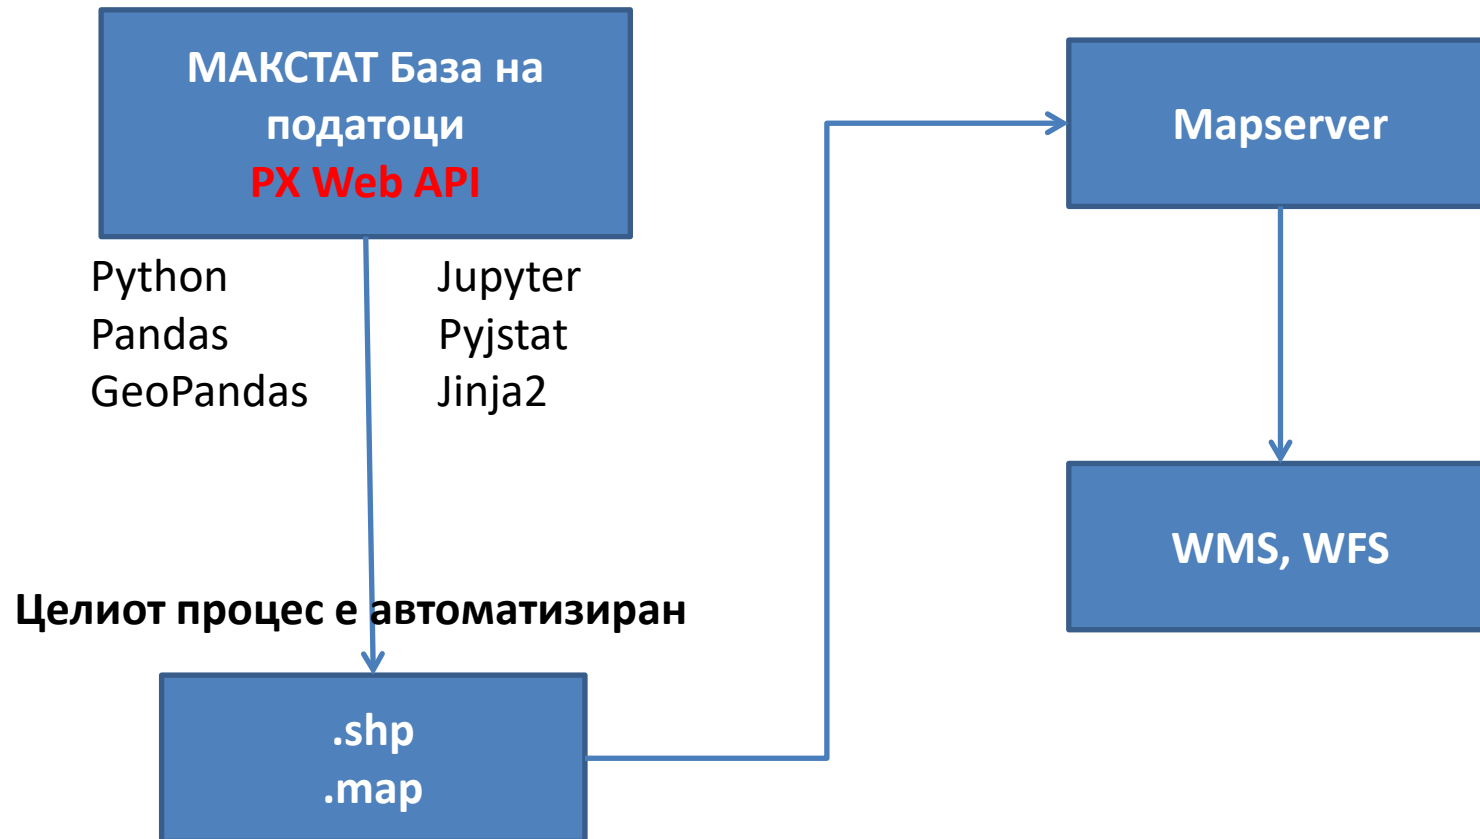 МАКСТАТ База на
податоци
PX Web API
Python
Pandas
GeoPandas
Jupyter
Pyjstat
Jinja2
Целиот процес е автоматизиран
.shp
.map
Mapserver
WMS, WFS